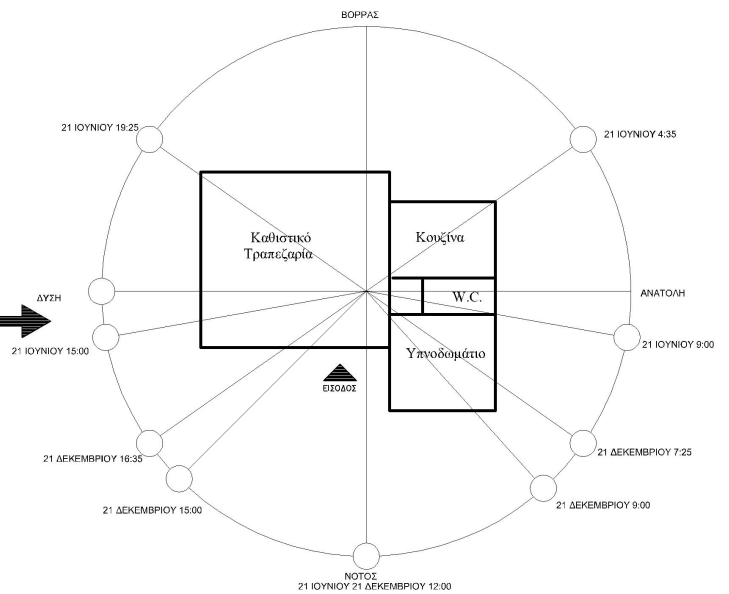 ΒΟΡΡΑΣ
21 ΙΟΥΝΙΟΥ 19:25
21 ΙΟΥΝΙΟΥ 4:35
Καθιστικό
Τραπεζαρία
Κουζίνα
ΔΥΣΗ
W.C.
ΑΝΑΤΟΛΗ
21 ΙΟΥΝΙΟΥ 15:00
Υπνοδωμάτιο
21 ΙΟΥΝΙΟΥ 9:00
ΕΙΣΟΔΟΣ
21 ΔΕΚΕΜΒΡΙΟΥ 16:35
21 ΔΕΚΕΜΒΡΙΟΥ 7:25
21 ΔΕΚΕΜΒΡΙΟΥ 15:00
21 ΔΕΚΕΜΒΡΙΟΥ 9:00
ΝΟΤΟΣ
21 ΙΟΥΝΙΟΥ 21 ΔΕΚΕΜΒΡΙΟΥ 12:00